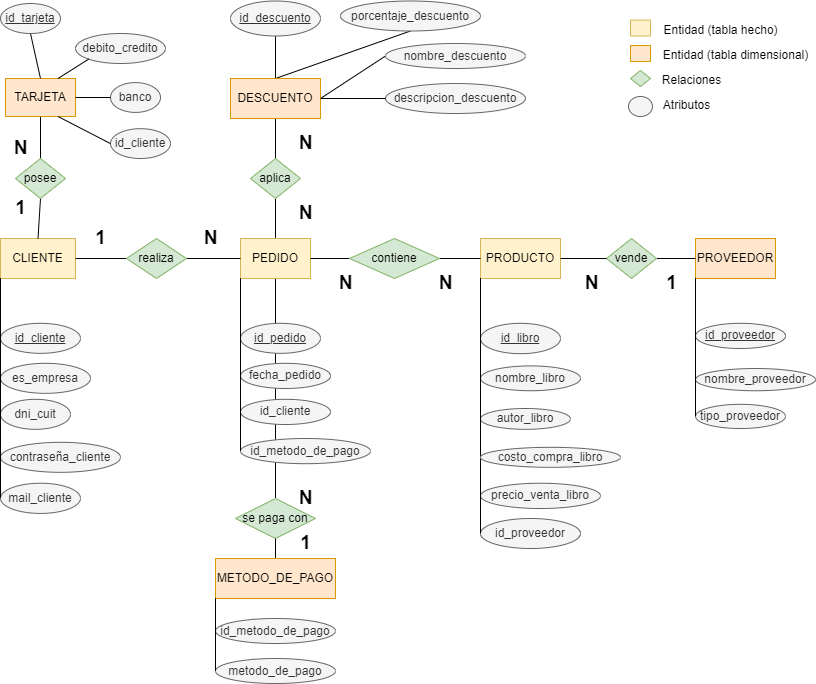 id_tarjeta
debito_credito
TARJETA
banco
id_cliente
N
posee
1
id_descuento
porcentaje_descuento
nombre_descuento
DESCUENTO
descripcion_descuento
N
aplica
N
Entidad (tabla hecho)
Entidad (tabla dimensional)
Relaciones
Atributos
CLIENTE
1
realiza
N
PEDIDO
N
contiene
N
PRODUCTO
N
vende
1
PROVEEDOR
id_cliente
es_empresa
dni_cuit
contraseña_cliente
mail_cliente
id_pedido
fecha_pedido
id_cliente
id_metodo_de_pago
N
se paga con
1
METODO_DE_PAGO
id_metodo_de_pago
metodo_de_pago
id_libro
nombre_libro
autor_libro
costo_compra_libro
precio_venta_libro
id_proveedor
id_proveedor
nombre_proveedor
tipo_proveedor